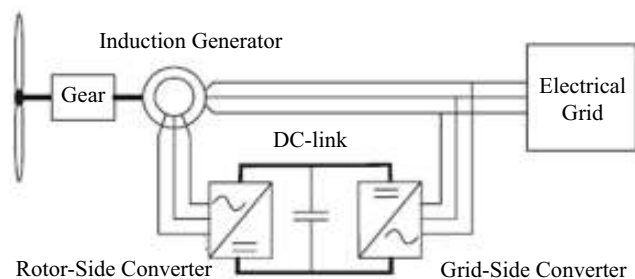 Induction Generator
Gear
Electrical
Grid
DC-link
Rotor-Side Converter
Grid-Side Converter